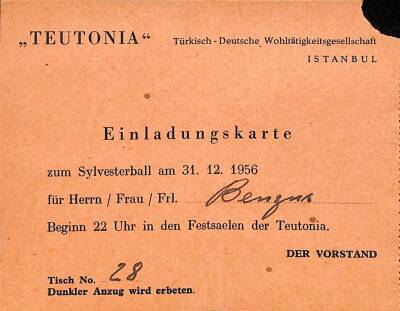 „TEUTONIA“
Türkisch-Deutsche Wohltätigkeitsgesellschaft
ISTANBUL
Einladungskarte
zum Sylvesterball am 31. 12. 1956
für Herrn / Frau / Frl.
Beginn 22 Uhr in den Festsaelen der Teutonia.
DER VORSTAND
Tisch No. 28
Dunkler Anzug wird erbeten.